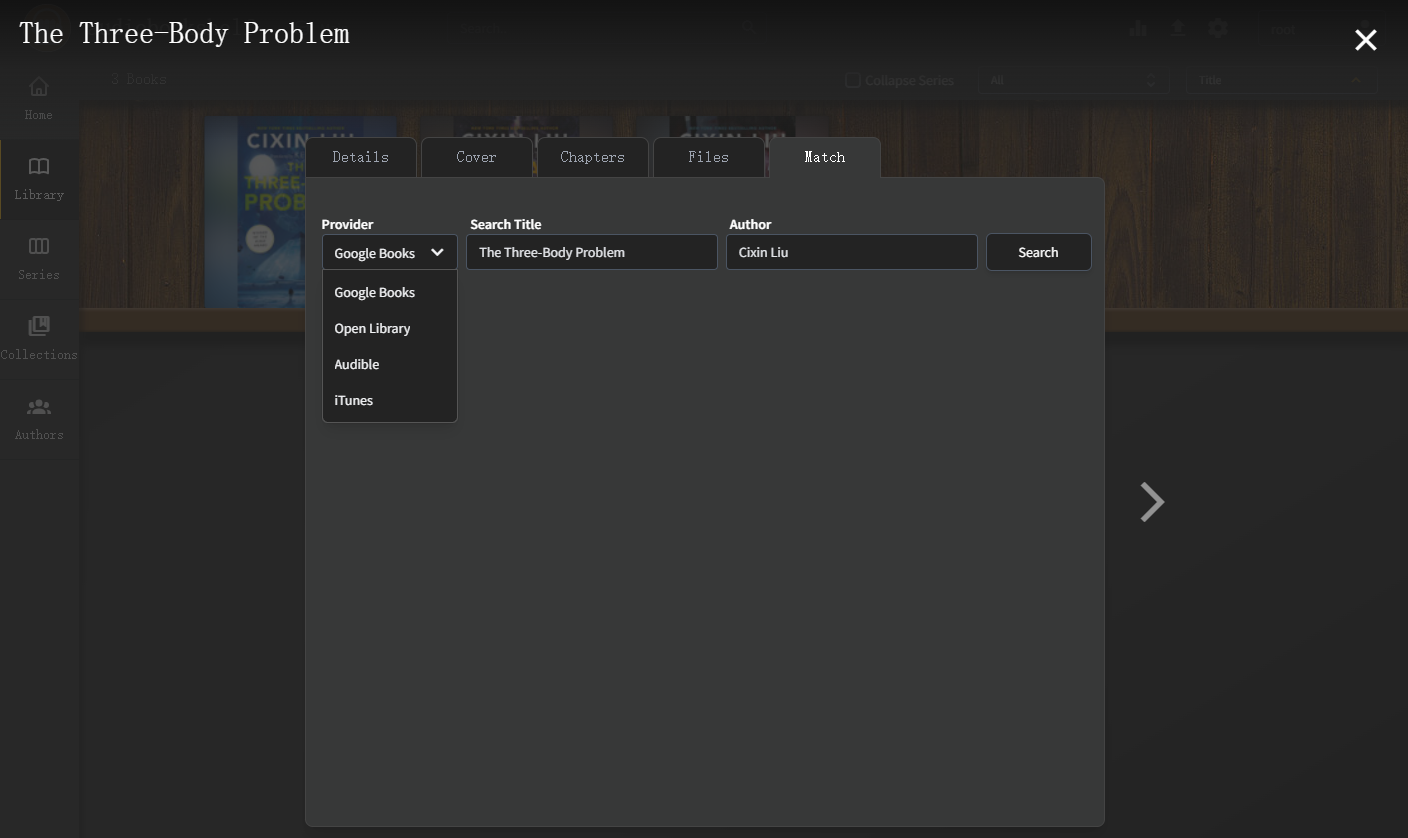 The Three-Body Problem
root
3 Books
Collapse Series
All
Title
Home
Library
Series
Collections
Authors
CIXIN LIU
THREE-
PROB
Details
Cover
Chapters
Files
Match
Provider
Search Title
Author
Google Books
The Three-Body Problem
Cixin Liu
Search
Google Books
Open Library
Audible
iTunes